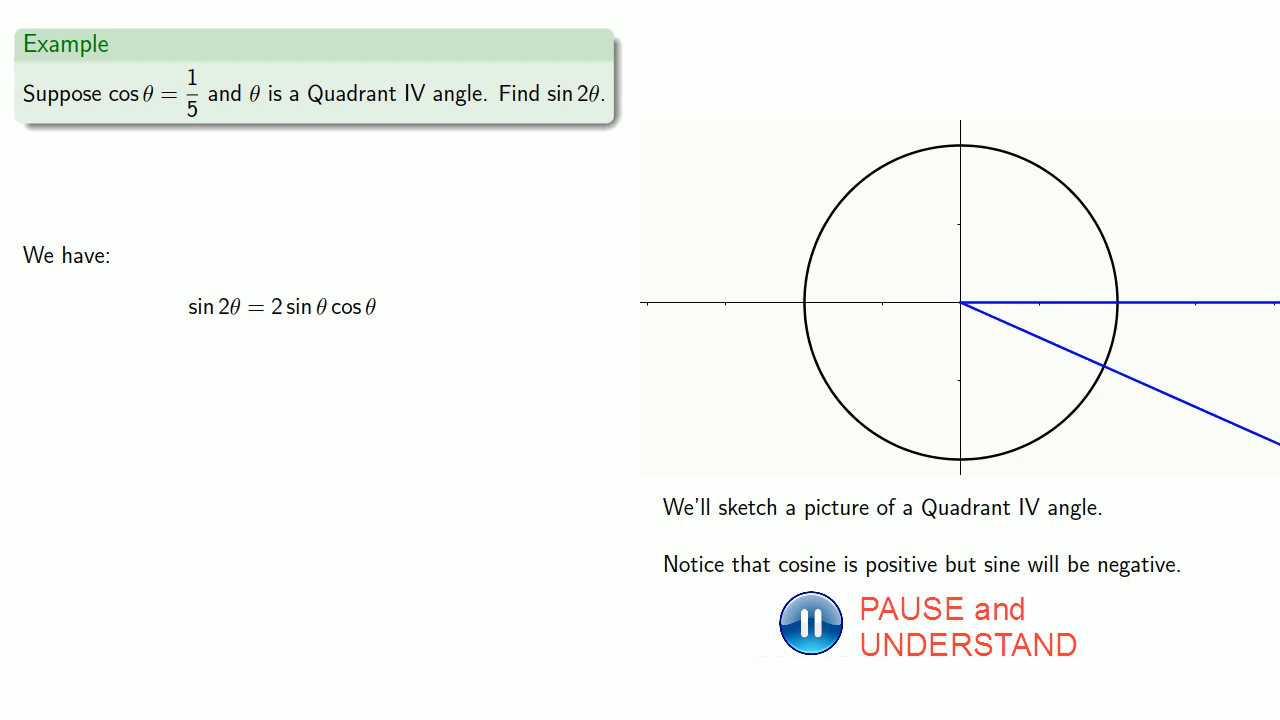 Example
Suppose cos θ = 1/5 and θ is a Quadrant IV angle. Find sin 2θ.
We have:
sin 2θ = 2 sin θ cos θ
We'll sketch a picture of a Quadrant IV angle.
Notice that cosine is positive but sine will be negative.
PAUSE and
UNDERSTAND